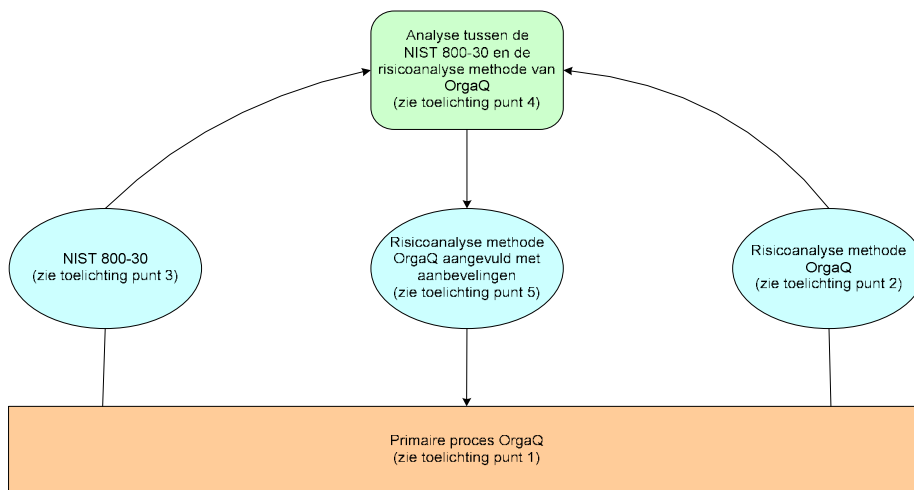 Analyse tussen de
NIST 800-30 en de
risicoanalyse methode van
OrgaQ
(zie toelichting punt 4)
NIST 800-30
(zie toelichting punt 3)
Risicoanalyse methode
OrgaQ aangevuld met
aanbevelingen
(zie toelichting punt 5)
Risicoanalyse methode
OrgaQ
(zie toelichting punt 2)
Primaire proces OrgaQ
(zie toelichting punt 1)